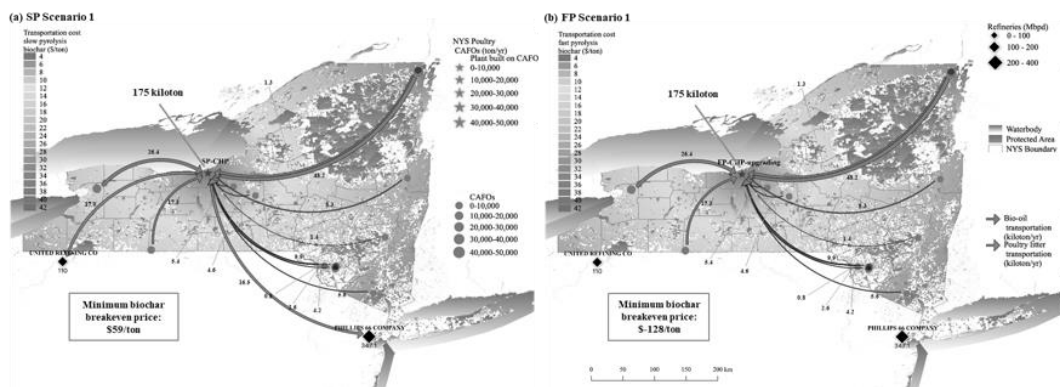 (a) SP Scenario 1
Transportation cost
slow pyrolysis
biochar ($/ton)
4
6
8
10
12
14
16
18
20
22
24
26
28
30
32
34
36
38
40
42
NYS Poultry
CAFOs (ton/yr)
Plant built on CAFO
0-10,000
10,000-20,000
20,000-30,000
30,000-40,000
40,000-50,000
175 kiloton
SP-CHP
CAFOs
0-10,000
10,000-20,000
20,000-30,000
30,000-40,000
40,000-50,000
UNITED REFINING CO
Minimum biochar
breakeven price:
$59/ton
PHILLIPS 66 COMPANY
(b) FP Scenario 1
Transportation cost
fast pyrolysis
biochar ($/ton)
4
6
8
10
12
14
16
18
20
22
24
26
28
30
32
34
36
38
40
42
Refineries (Mbpd)
0 - 100
100 - 200
200 - 400
175 kiloton
FP-CHP-upgrading
Waterbody
Protected Area
NYS Boundary
Bio-oil
transportation
(kiloton/yr)
Poultry litter
transportation
(kiloton/yr)
UNITED REFINING CO
Minimum biochar
breakeven price:
$-128/ton
PHILLIPS 66 COMPANY
0 50 100 150 200 km